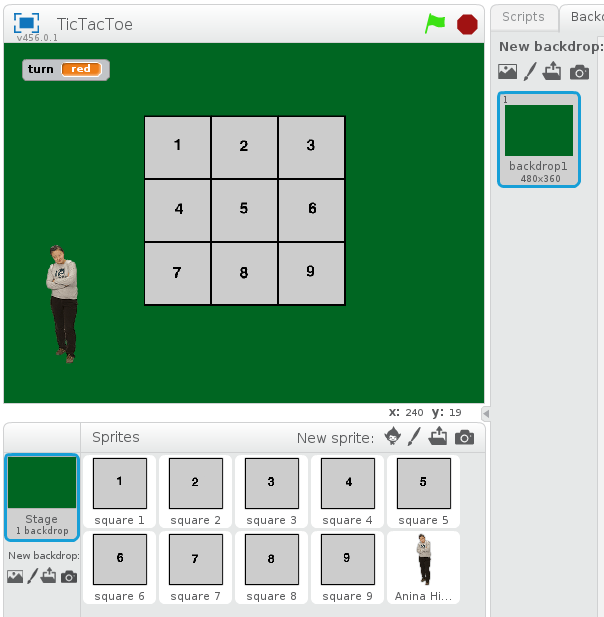 TicTacToe
v456.0.1
Scripts
Back
New backdrop:
turn red
1
backdrop1
480x360
1 2 3
4 5 6
7 8 9
x: 240 y: 19
Sprites
New sprite:
1 2 3 4 5
square 1 square 2 square 3 square 4 square 5
Stage
1 backdrop
New backdrop:
6 7 8 9
square 6 square 7 square 8 square 9 Anina Hi...